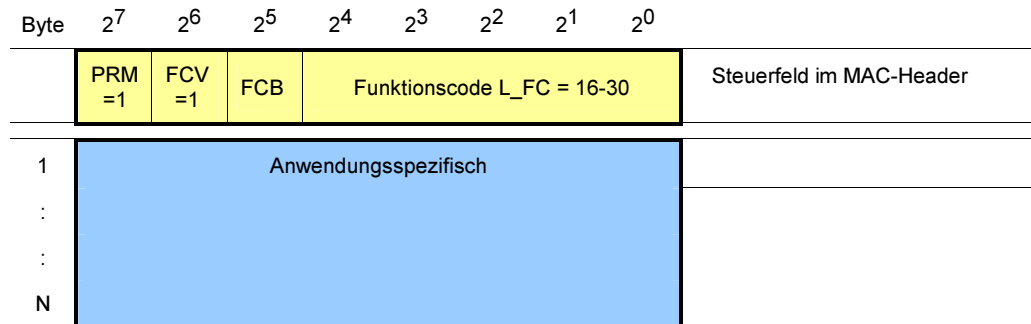 Byte 2^7 2^6 2^5 2^4 2^3 2^2 2^1 2^0
PRM =1 FCV =1 FCB Funktionscode L_FC = 16-30 Steuerfeld im MAC-Header
1 Anwendungsspezifisch
:
:
N